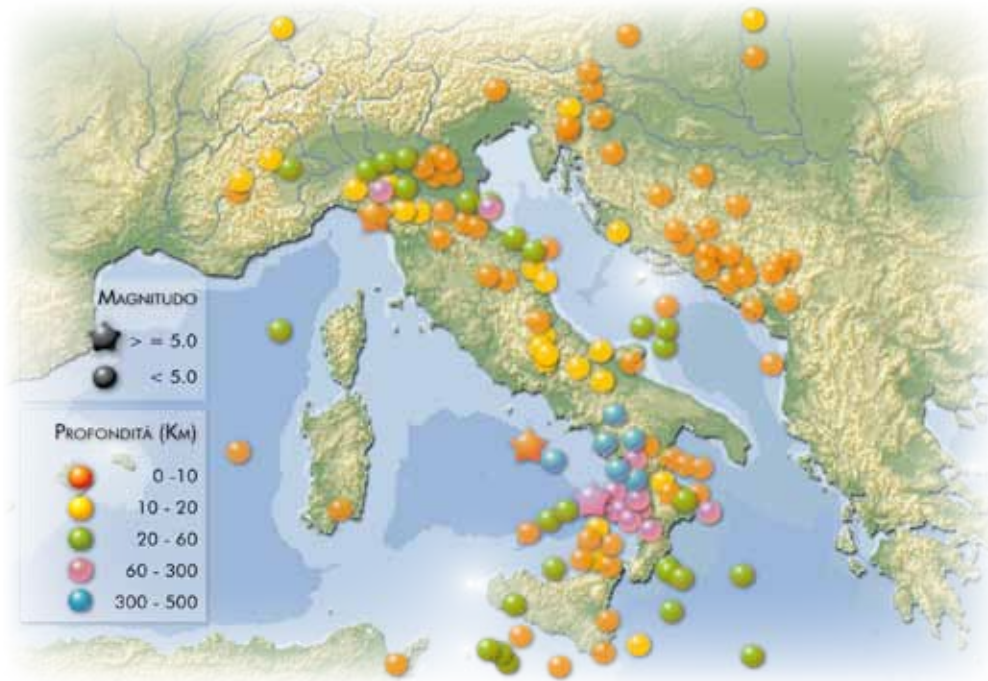 MAGNITUDO
> = 5.0
< 5.0
PROFONDITÀ (KM)
0 -10
10 - 20
20 - 60
60 - 300
300 - 500